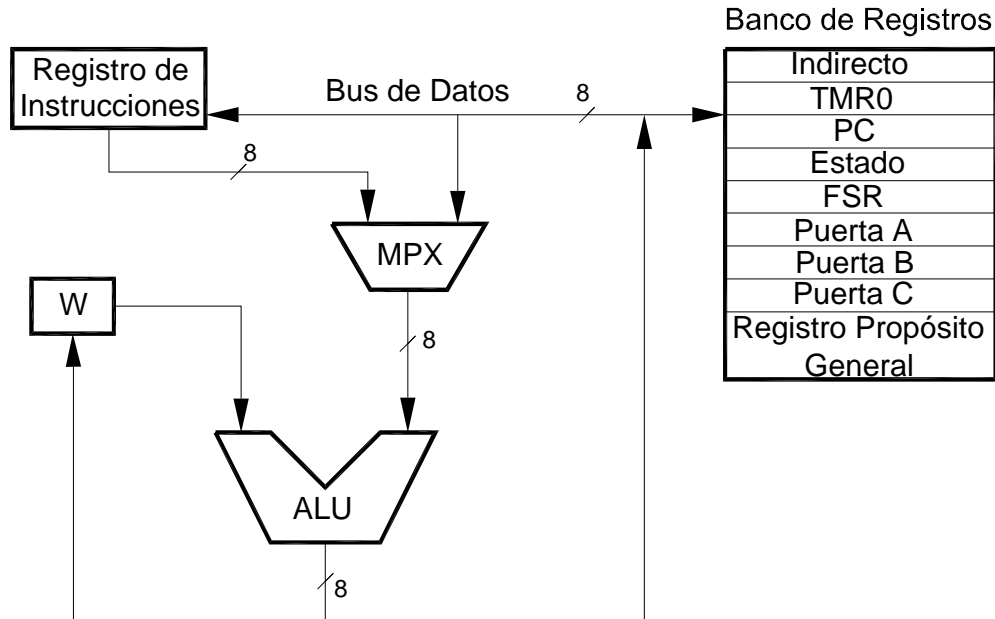 Banco de Registros
Registro de
Instrucciones
Bus de Datos
8
Indirecto
TMR0
PC
Estado
FSR
Puerta A
Puerta B
Puerta C
Registro Propósito
General
8
MPX
W
8
ALU
8